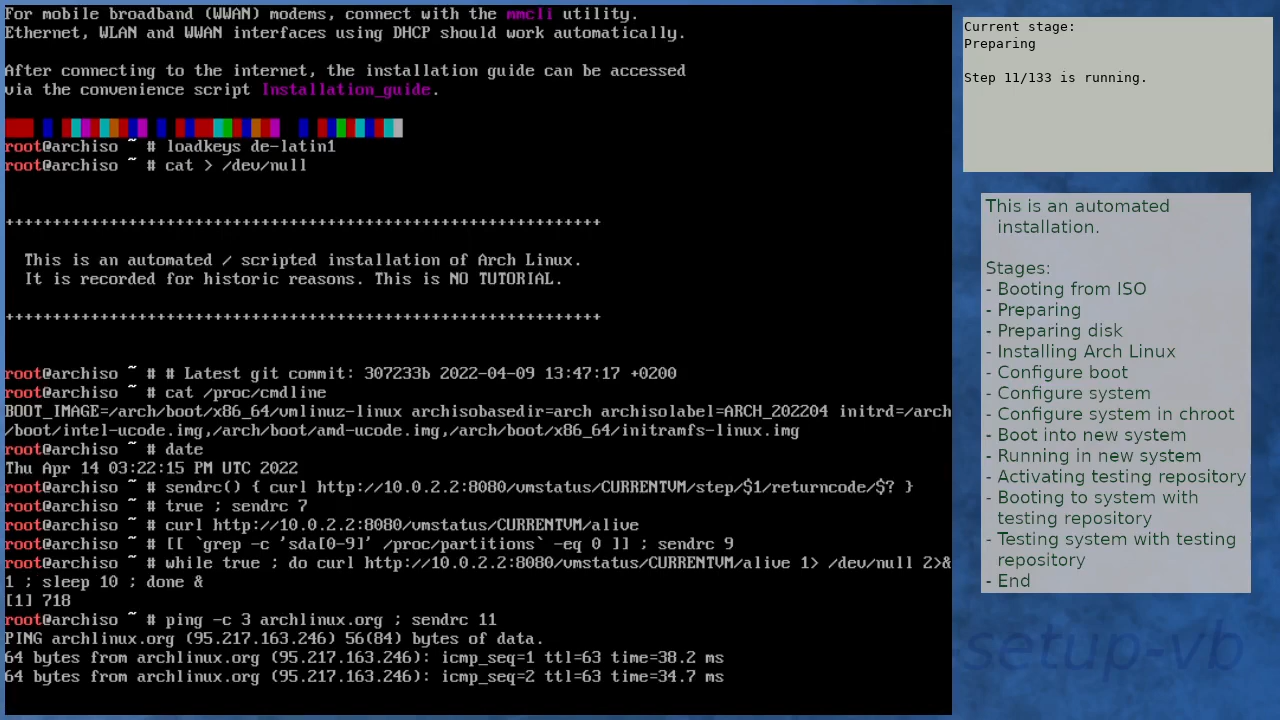 For mobile broadband (WWAN) modems, connect with the mmcli utility.
Ethernet, WLAN and WWAN interfaces using DHCP should work automatically.
After connecting to the internet, the installation guide can be accessed
via the convenience script Installation_guide.
root@archiso ~ # loadkeys de-latin1
root@archiso ~ # cat > /dev/null
+++++++++++++++++++++++++++++++++++++++++++++++++++++++++++++++
This is an automated / scripted installation of Arch Linux.
It is recorded for historic reasons. This is NO TUTORIAL.
+++++++++++++++++++++++++++++++++++++++++++++++++++++++++++++++
root@archiso ~ # # Latest git commit: 307233b 2022-04-09 13:47:17 +0200
root@archiso ~ # cat /proc/cmdline
BOOT_IMAGE=/arch/boot/x86_64/vmlinuz-linux archisobasedir=arch archisolabel=ARCH_202204 initrd=/arch
/boot/intel-ucode.img,/arch/boot/amd-ucode.img,/arch/boot/x86_64/initramfs-linux.img
root@archiso ~ # date
Thu Apr 14 03:22:15 PM UTC 2022
root@archiso ~ # sendrc() { curl http://10.0.2.2:8080/vmstatus/CURRENTVM/step/$1/returncode/$? }
root@archiso ~ # true ; sendrc 7
root@archiso ~ # curl http://10.0.2.2:8080/vmstatus/CURRENTVM/alive
root@archiso ~ # [[ `grep -c 'sda[0-9]' /proc/partitions` -eq 0 ]] ; sendrc 9
root@archiso ~ # while true ; do curl http://10.0.2.2:8080/vmstatus/CURRENTVM/alive 1> /dev/null 2>&
1 ; sleep 10 ; done &
[1] 718
root@archiso ~ # ping -c 3 archlinux.org ; sendrc 11
PING archlinux.org (95.217.163.246) 56(84) bytes of data.
64 bytes from archlinux.org (95.217.163.246): icmp_seq=1 ttl=63 time=38.2 ms
64 bytes from archlinux.org (95.217.163.246): icmp_seq=2 ttl=63 time=34.7 ms
Current stage:
Preparing
Step 11/133 is running.
This is an automated
installation.
Stages:
- Booting from ISO
- Preparing
- Preparing disk
- Installing Arch Linux
- Configure boot
- Configure system
- Configure system in chroot
- Boot into new system
- Running in new system
- Activating testing repository
- Booting to system with
testing repository
- Testing system with testing
repository
- End
-setup-vb